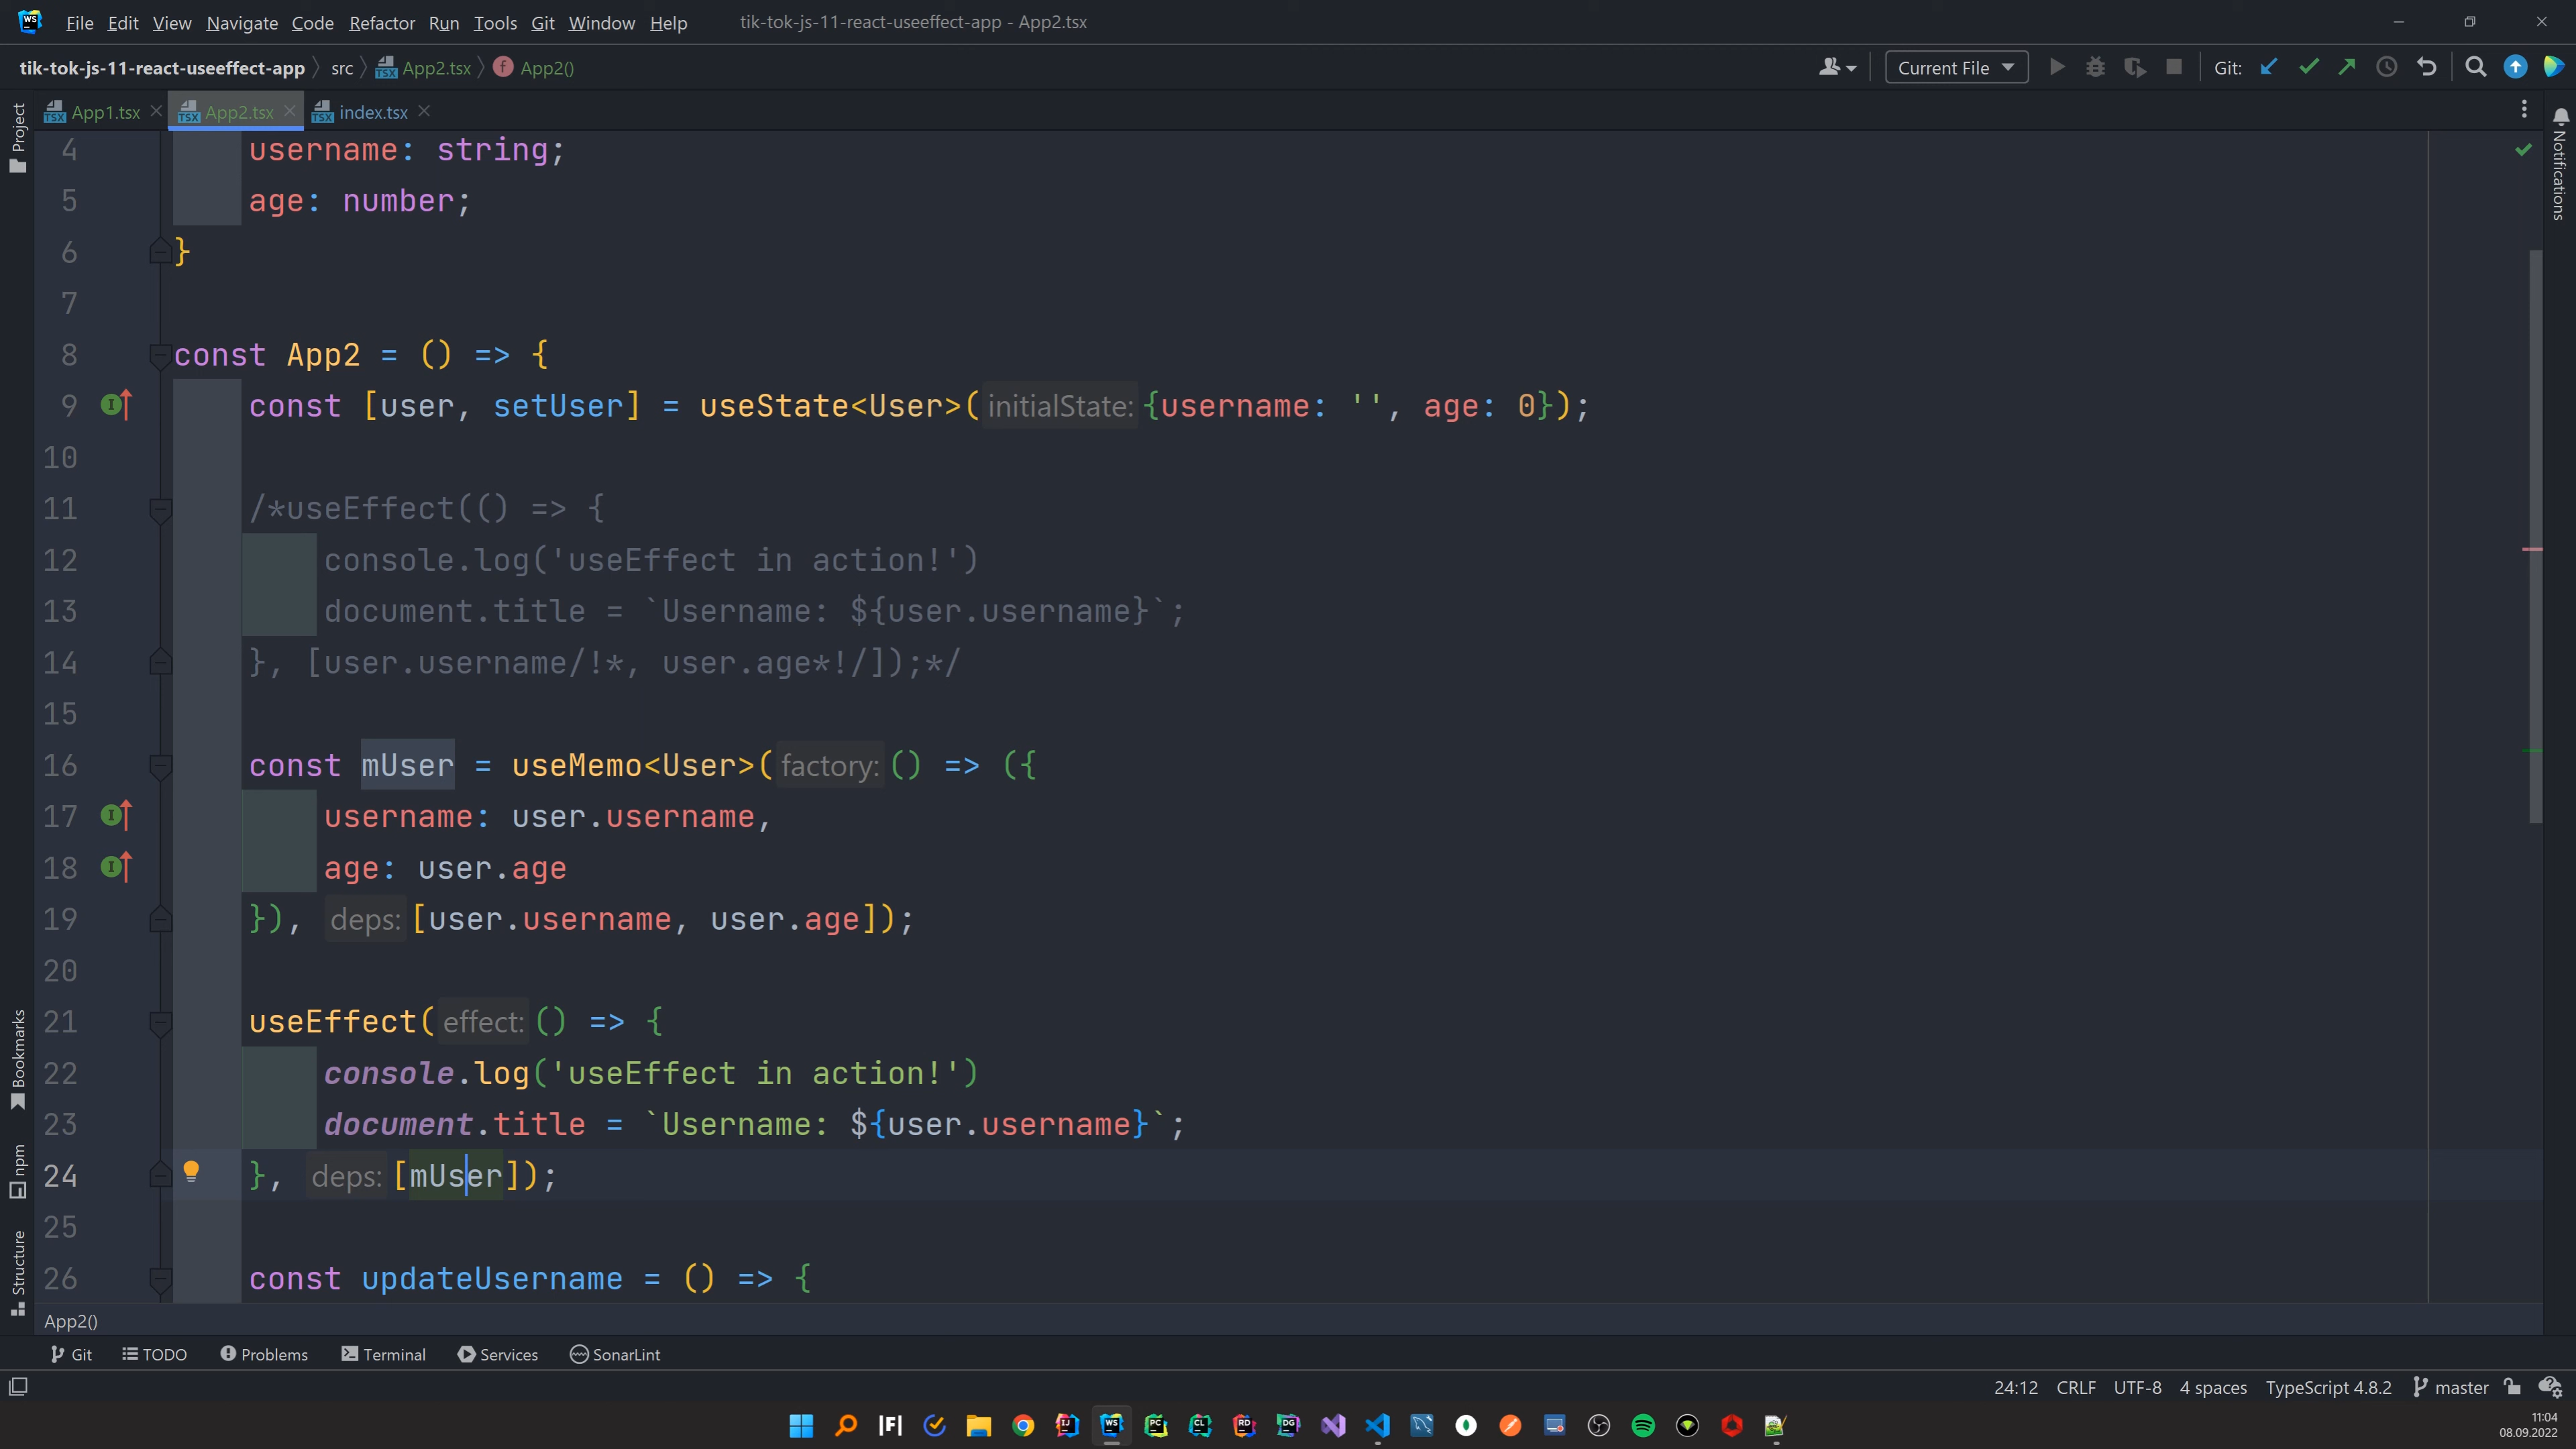 File Edit View Navigate Code Refactor Run Tools Git Window Help tik-tok-js-11-react-useeffect-app - App2.tsx
tik-tok-js-11-react-useeffect-app src App2.tsx App2() Current File Git:
App1.tsx App2.tsx index.tsx
Project
Notifications
4 username: string;
5 age: number;
6 }
7
8 const App2 = () => {
9 const [user, setUser] = useState<User>( initialState: {username: '', age: 0});
10
11 /*useEffect(() => {
12 console.log('useEffect in action!')
13 document.title = `Username: ${user.username}`;
14 }, [user.username/!*, user.age*!/]);*/
15
16 const mUser = useMemo<User>( factory: () => ({
17 username: user.username,
18 age: user.age
19 }), deps: [user.username, user.age]);
20
21 useEffect( effect: () => {
22 console.log('useEffect in action!')
23 document.title = `Username: ${user.username}`;
24 }, deps: [mUser]);
25
26 const updateUsername = () => {
Bookmarks
npm
Structure
App2()
Git TODO Problems Terminal Services SonarLint
24:12 CRLF UTF-8 4 spaces TypeScript 4.8.2 master
11:04
08.09.2022